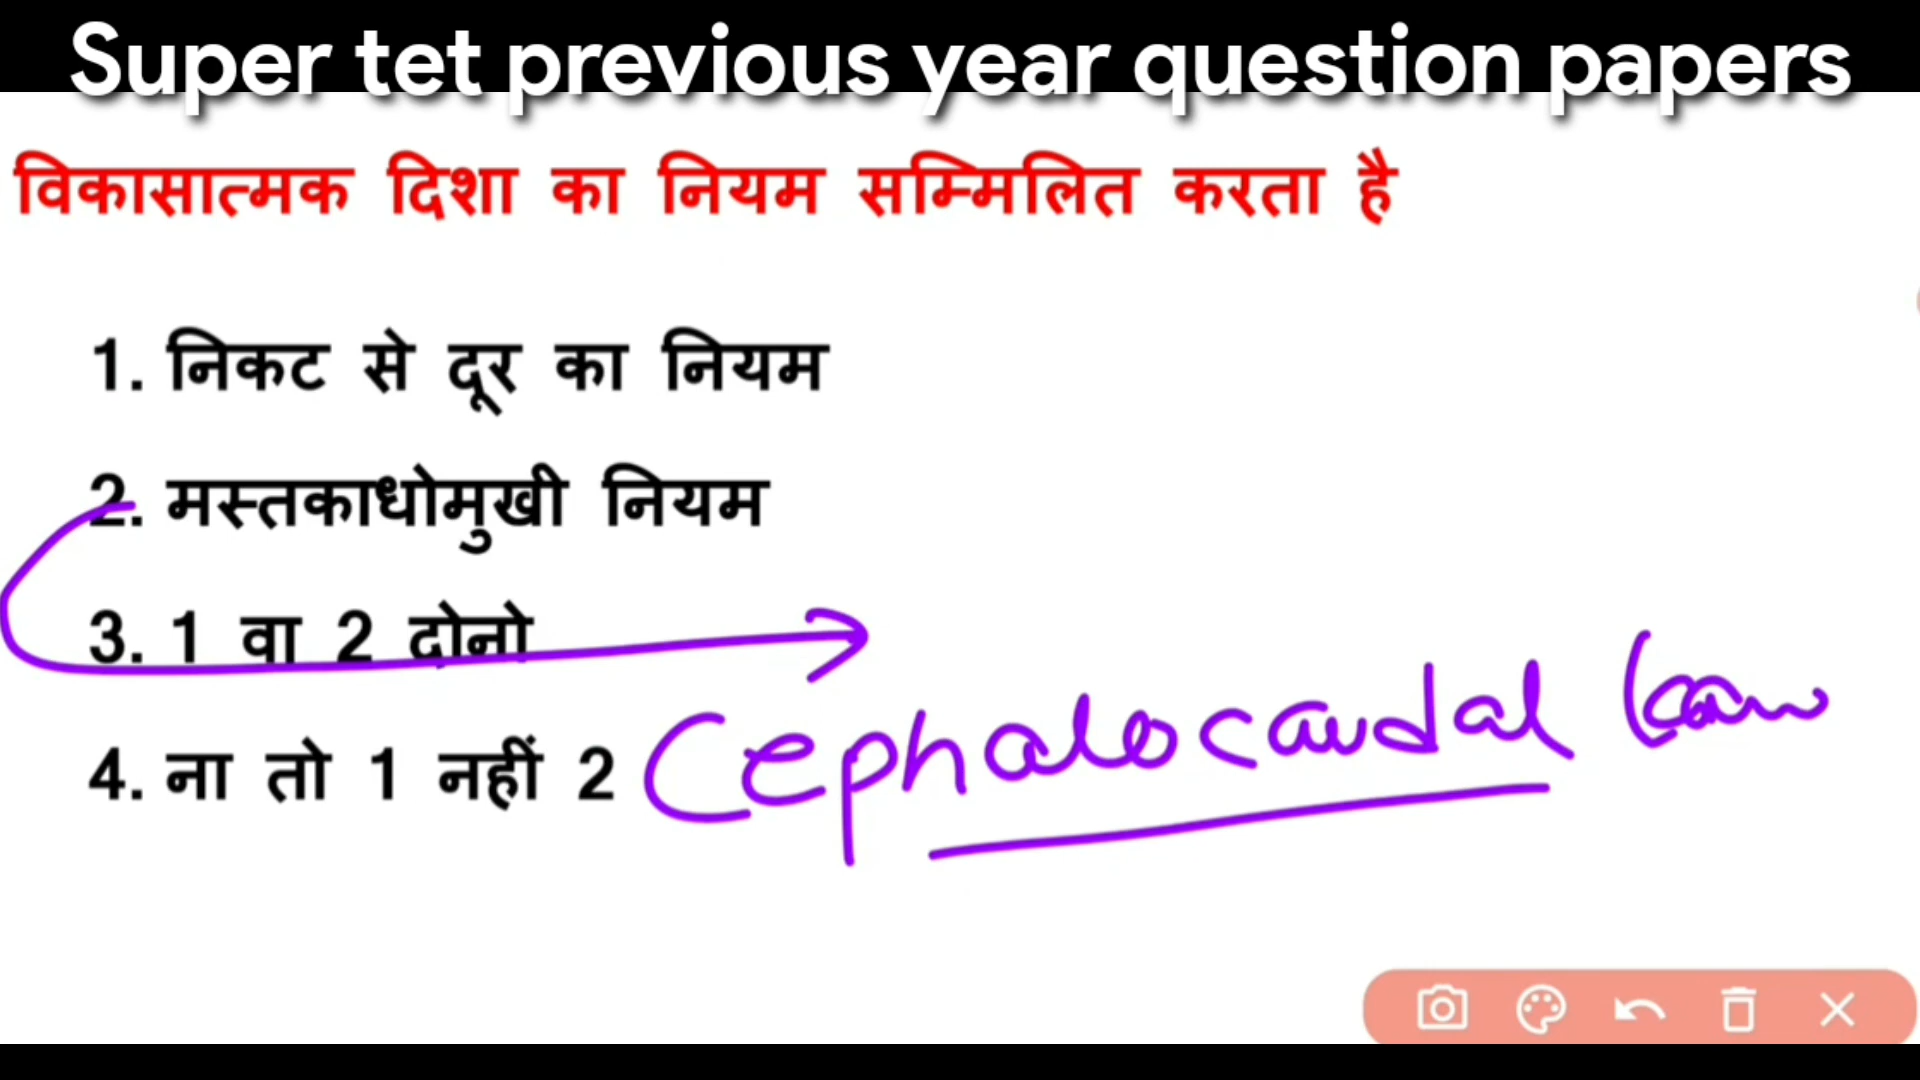 Super tet previous year question papers
विकासात्मक दिशा का नियम सम्मिलित करता है
1. निकट से दूर का नियम
2. मस्तकाधोमुखी नियम
3. 1 वा 2 दोनो
4. ना तो 1 नहीं 2
Cephalocaudal